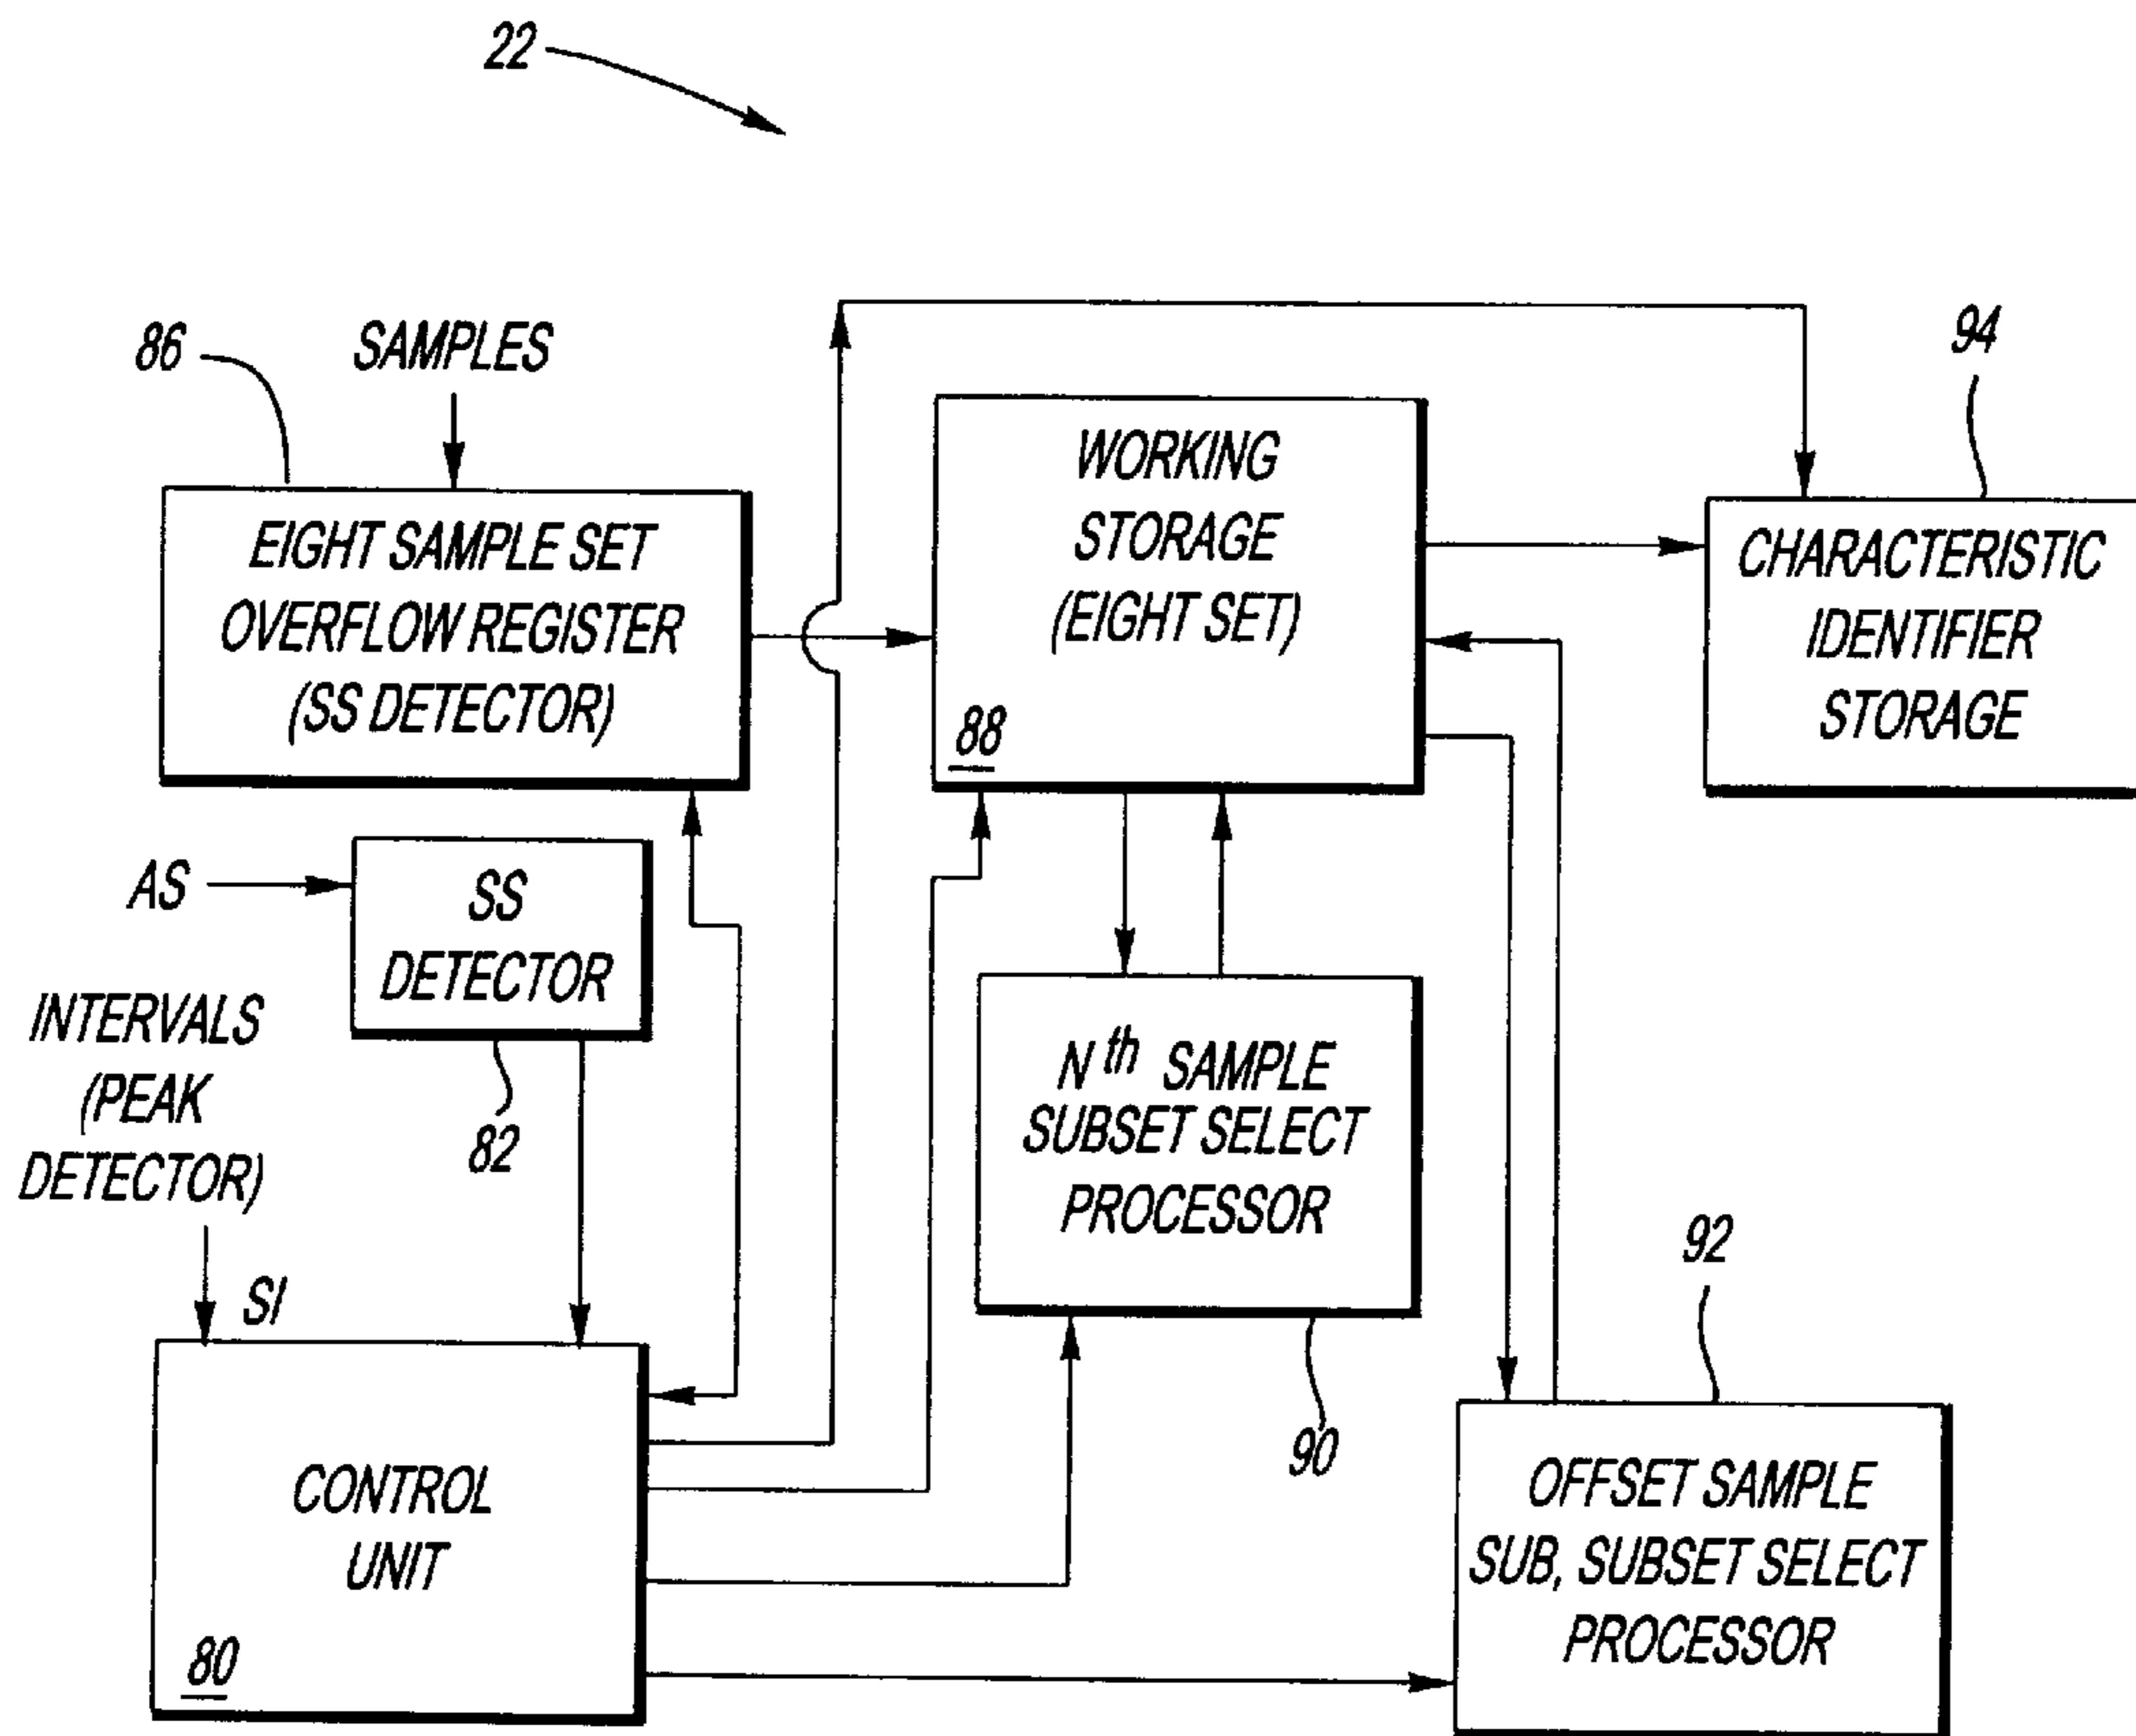 22
86
SAMPLES
94
EIGHT SAMPLE SET
OVERFLOW REGISTER
(SS DETECTOR)
WORKING
STORAGE
(EIGHT SET)
88
CHARACTERISTIC
IDENTIFIER
STORAGE
AS
SS
DETECTOR
82
INTERVALS
(PEAK
DETECTOR)
SI
Nth SAMPLE
SUBSET SELECT
PROCESSOR
90
92
CONTROL
UNIT
80
OFFSET SAMPLE
SUB, SUBSET SELECT
PROCESSOR